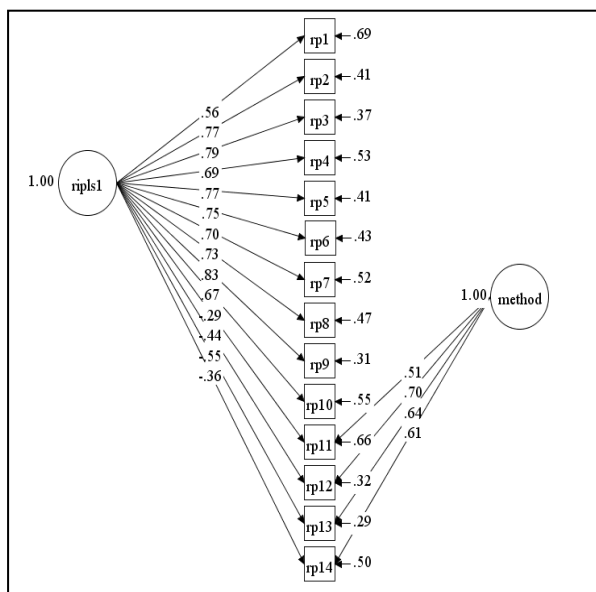 rp1 .69
rp2 .41
.56
.77
rp3 .37
.79
rp4 .53
.69
1.00 ripls1
.77
rp5 .41
.75
rp6 .43
.70
rp7 .52
.73
1.00 method
rp8 .47
.83
.67
rp9 .31
-.29
-.44
.51
-.55
.70
-.36
rp10 .55
.64
.61
rp11 .66
rp12 .32
rp13 .29
rp14 .50